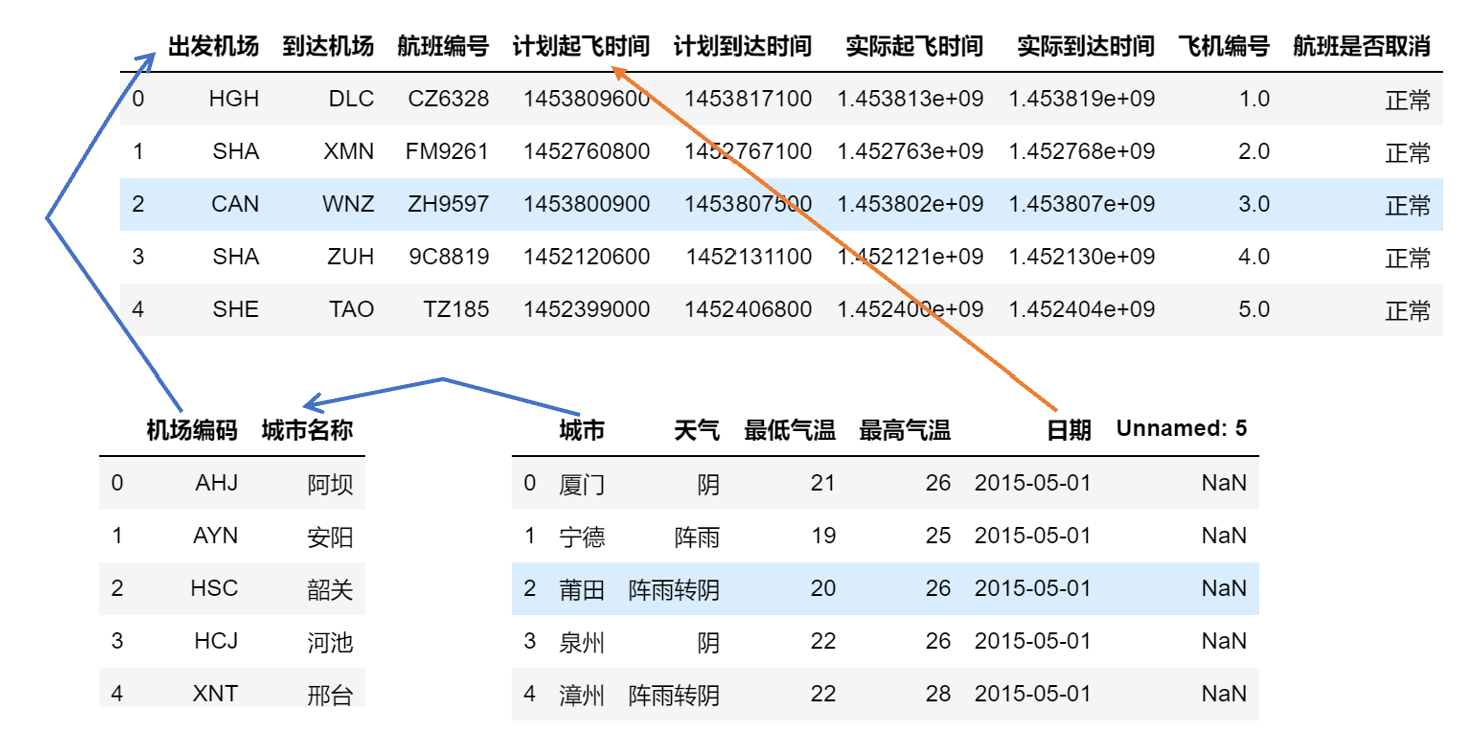 出发机场 到达机场 航班编号 计划起飞时间 计划到达时间 实际起飞时间 实际到达时间 飞机编号 航班是否取消
0 HGH DLC CZ6328 1453809600 1453817100 1.453813e+09 1.453819e+09 1.0 正常
1 SHA XMN FM9261 1452760800 1452767100 1.452763e+09 1.452768e+09 2.0 正常
2 CAN WNZ ZH9597 1453800900 1453807500 1.453802e+09 1.453807e+09 3.0 正常
3 SHA ZUH 9C8819 1452120600 1452131100 1.452121e+09 1.452130e+09 4.0 正常
4 SHE TAO TZ185 1452399000 1452406800 1.452400e+09 1.452404e+09 5.0 正常
机场编码 城市名称
0 AHJ 阿坝
1 AYN 安阳
2 HSC 韶关
3 HCJ 河池
4 XNT 邢台
城市 天气 最低气温 最高气温 日期 Unnamed: 5
0 厦门 阴 21 26 2015-05-01 NaN
1 宁德 阵雨 19 25 2015-05-01 NaN
2 莆田 阵雨转阴 20 26 2015-05-01 NaN
3 泉州 阴 22 26 2015-05-01 NaN
4 漳州 阵雨转阴 22 28 2015-05-01 NaN